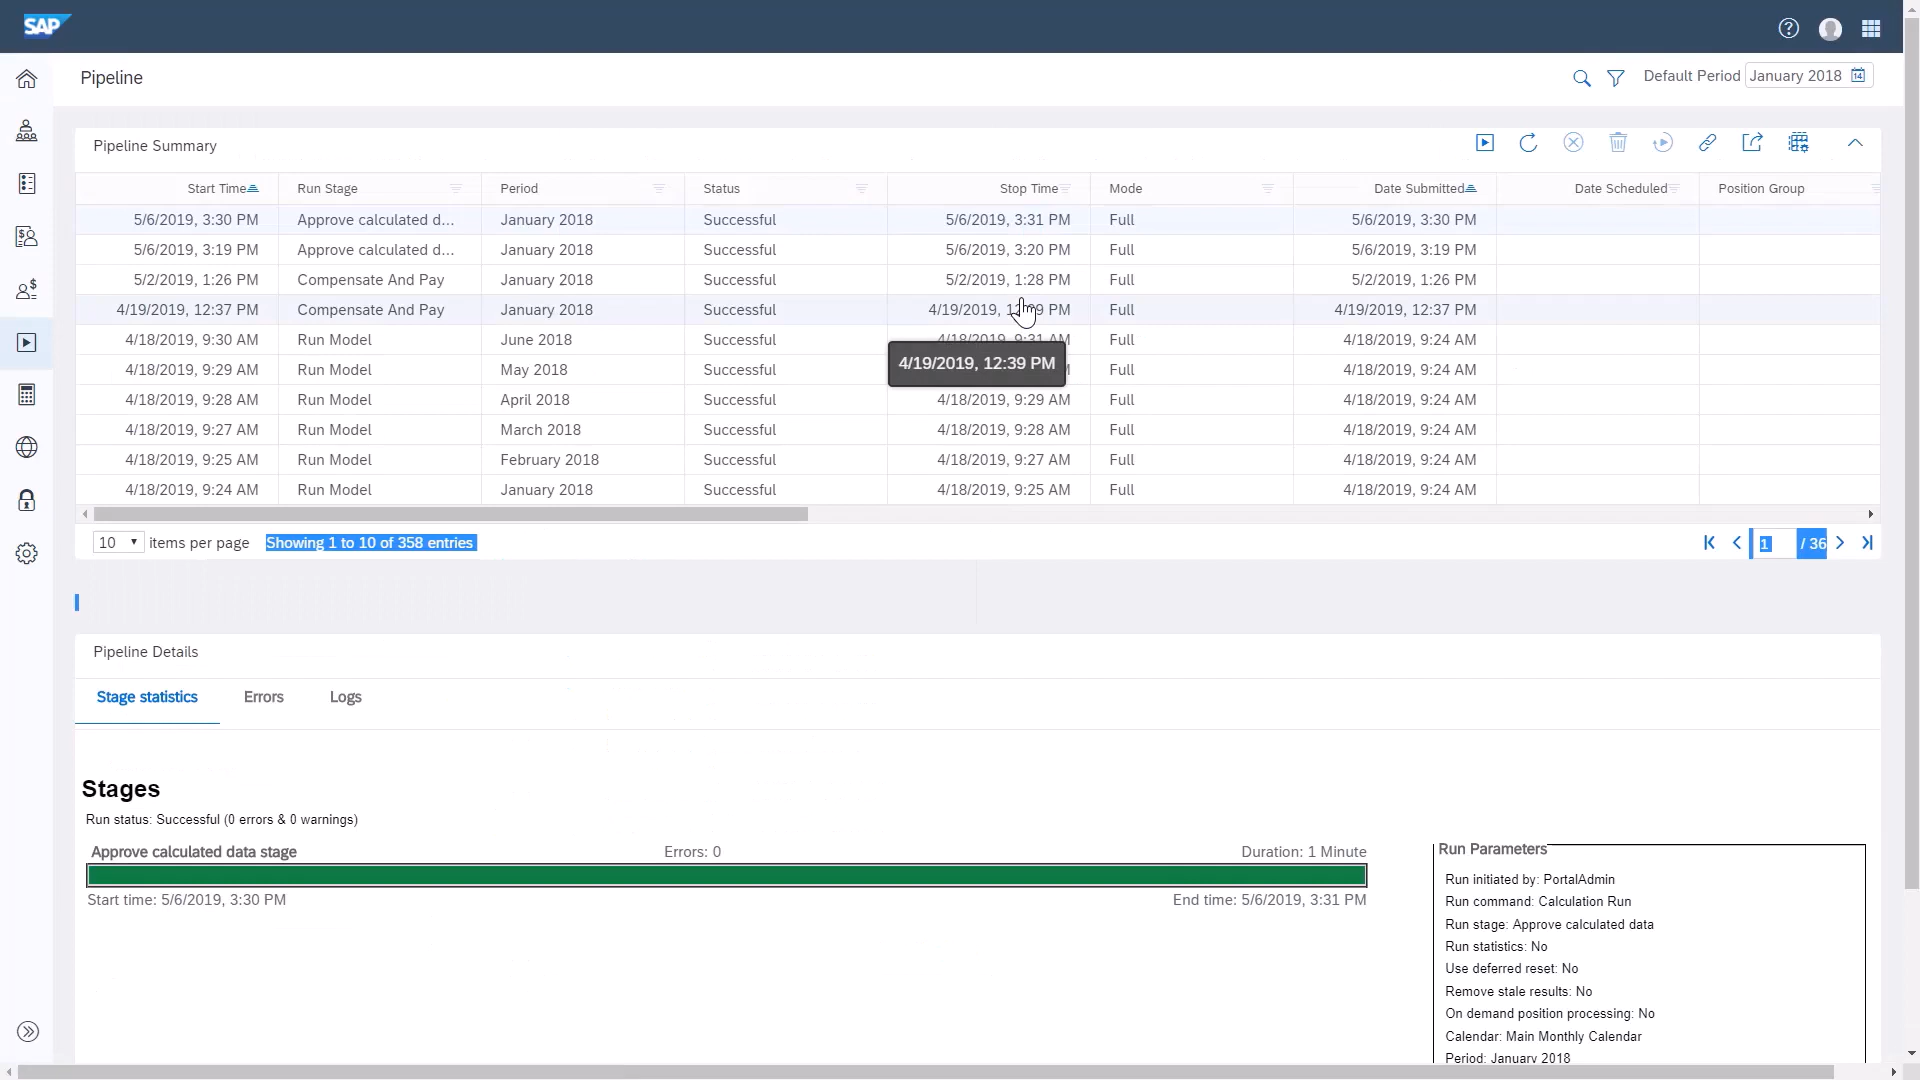 SAP
Pipeline
Default Period January 2018 14
Pipeline Summary
Start Time Run Stage Period Status Stop Time Mode Date Submitted Date Scheduled Position Group
5/6/2019, 3:30 PM Approve calculated d... January 2018 Successful 5/6/2019, 3:31 PM Full 5/6/2019, 3:30 PM
5/6/2019, 3:19 PM Approve calculated d... January 2018 Successful 5/6/2019, 3:20 PM Full 5/6/2019, 3:19 PM
5/2/2019, 1:26 PM Compensate And Pay January 2018 Successful 5/2/2019, 1:28 PM Full 5/2/2019, 1:26 PM
4/19/2019, 12:37 PM Compensate And Pay January 2018 Successful 4/19/2019, 12:39 PM Full 4/19/2019, 12:37 PM
4/18/2019, 9:30 AM Run Model June 2018 Successful 4/18/2019, 9:31 AM Full 4/18/2019, 9:24 AM
4/19/2019, 12:39 PM
4/18/2019, 9:29 AM Run Model May 2018 Successful Full 4/18/2019, 9:24 AM
4/18/2019, 9:28 AM Run Model April 2018 Successful 4/18/2019, 9:29 AM Full 4/18/2019, 9:24 AM
4/18/2019, 9:27 AM Run Model March 2018 Successful 4/18/2019, 9:28 AM Full 4/18/2019, 9:24 AM
4/18/2019, 9:25 AM Run Model February 2018 Successful 4/18/2019, 9:27 AM Full 4/18/2019, 9:24 AM
4/18/2019, 9:24 AM Run Model January 2018 Successful 4/18/2019, 9:25 AM Full 4/18/2019, 9:24 AM
10 items per page Showing 1 to 10 of 358 entries 1 / 36
Pipeline Details
Stage statistics Errors Logs
Stages
Run status: Successful (0 errors & 0 warnings)
Approve calculated data stage Errors: 0 Duration: 1 Minute
Start time: 5/6/2019, 3:30 PM End time: 5/6/2019, 3:31 PM
Run Parameters
Run initiated by: PortalAdmin
Run command: Calculation Run
Run stage: Approve calculated data
Run statistics: No
Use deferred reset: No
Remove stale results: No
On demand position processing: No
Calendar: Main Monthly Calendar
Period: January 2018